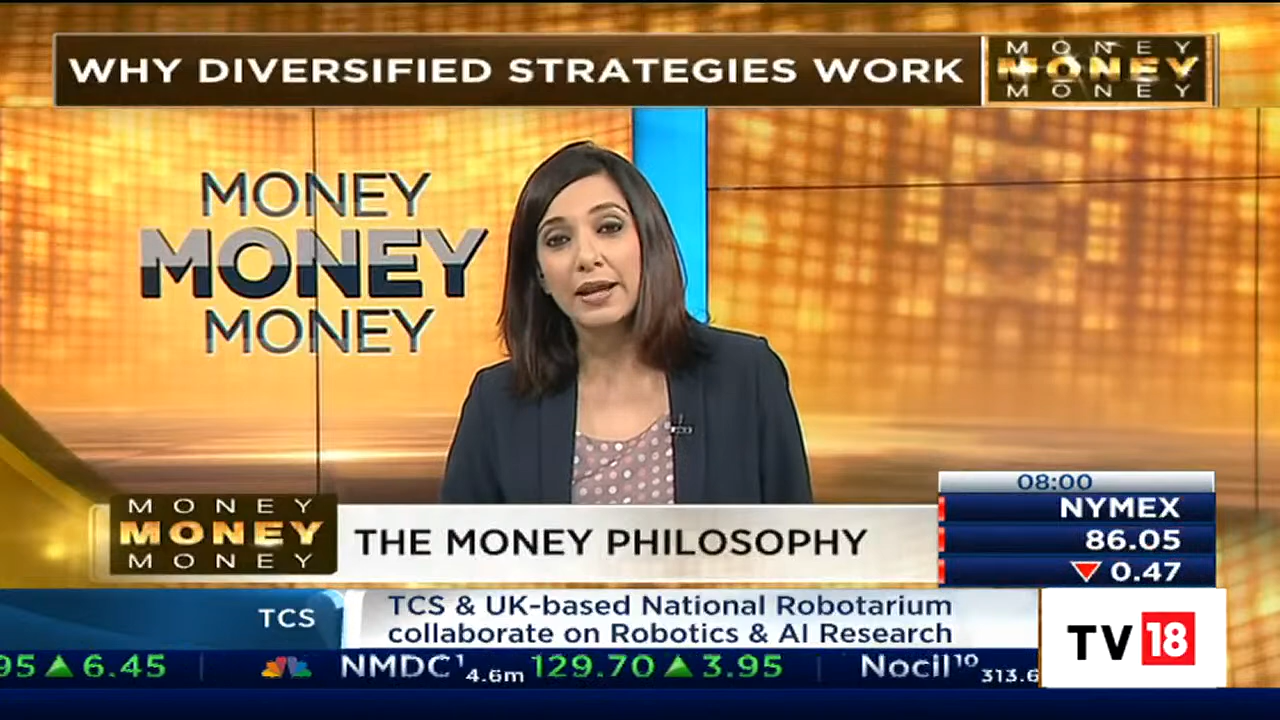 WHY DIVERSIFIED STRATEGIES WORK
MONEY
MONEY
MONEY
MONEY
MONEY
MONEY
08:00
NYMEX
86.05
▼ 0.47
MONEY
MONEY
MONEY
THE MONEY PHILOSOPHY
TCS
TCS & UK-based National Robotarium
collaborate on Robotics & AI Research
TV18
95 ▲ 6.45 NMDC¹ 4.6m 129.70 ▲ 3.95 Nocil¹⁰ 313.6